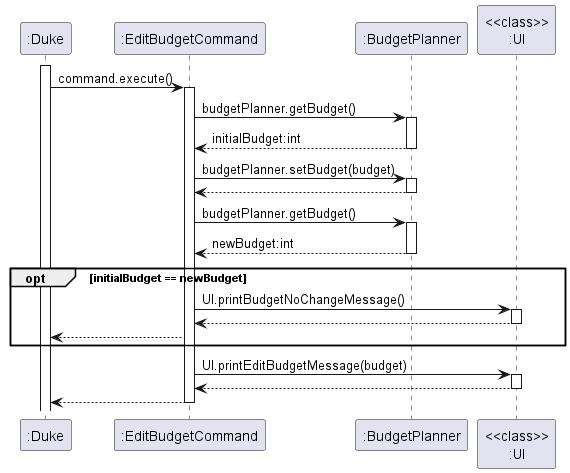 <<class>>
:Duke :EditBudgetCommand :BudgetPlanner :UI
command.execute()
budgetPlanner.getBudget()
initialBudget:int
budgetPlanner.setBudget(budget)
budgetPlanner.getBudget()
newBudget:int
opt [initialBudget == newBudget]
UI.printBudgetNoChangeMessage()
UI.printEditBudgetMessage(budget)
:Duke :EditBudgetCommand :BudgetPlanner <<class>>
:UI